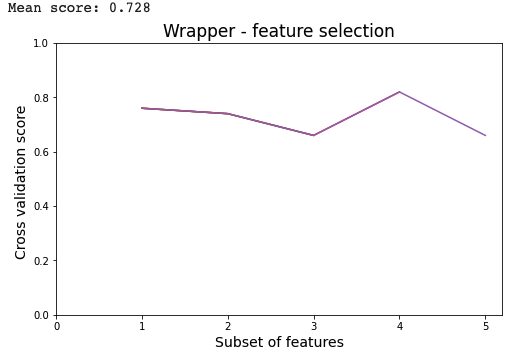 Mean score: 0.728
Wrapper - feature selection
Cross validation score
1.0
0.8
0.6
0.4
0.2
0.0
0 1 2 3 4 5
Subset of features